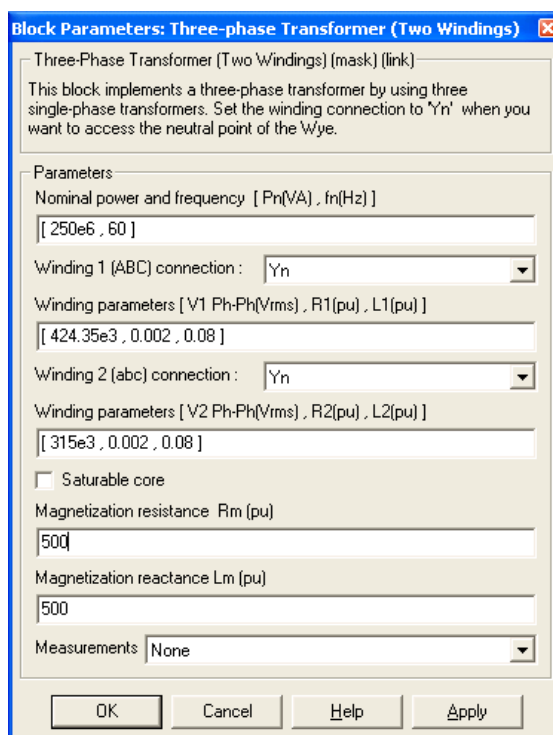 Block Parameters: Three-phase Transformer (Two Windings)
Three-Phase Transformer (Two Windings) (mask) (link)
This block implements a three-phase transformer by using three
single-phase transformers. Set the winding connection to 'Yn' when you
want to access the neutral point of the Wye.
Parameters
Nominal power and frequency [ Pn(VA) , fn(Hz) ]
[ 250e6 , 60 ]
Winding 1 (ABC) connection : Yn
Winding parameters [ V1 Ph-Ph(Vrms) , R1(pu) , L1(pu) ]
[ 424.35e3 , 0.002 , 0.08 ]
Winding 2 (abc) connection : Yn
Winding parameters [ V2 Ph-Ph(Vrms) , R2(pu) , L2(pu) ]
[ 315e3 , 0.002 , 0.08 ]
Saturable core
Magnetization resistance Rm (pu)
500
Magnetization reactance Lm (pu)
500
Measurements None
OK Cancel Help Apply